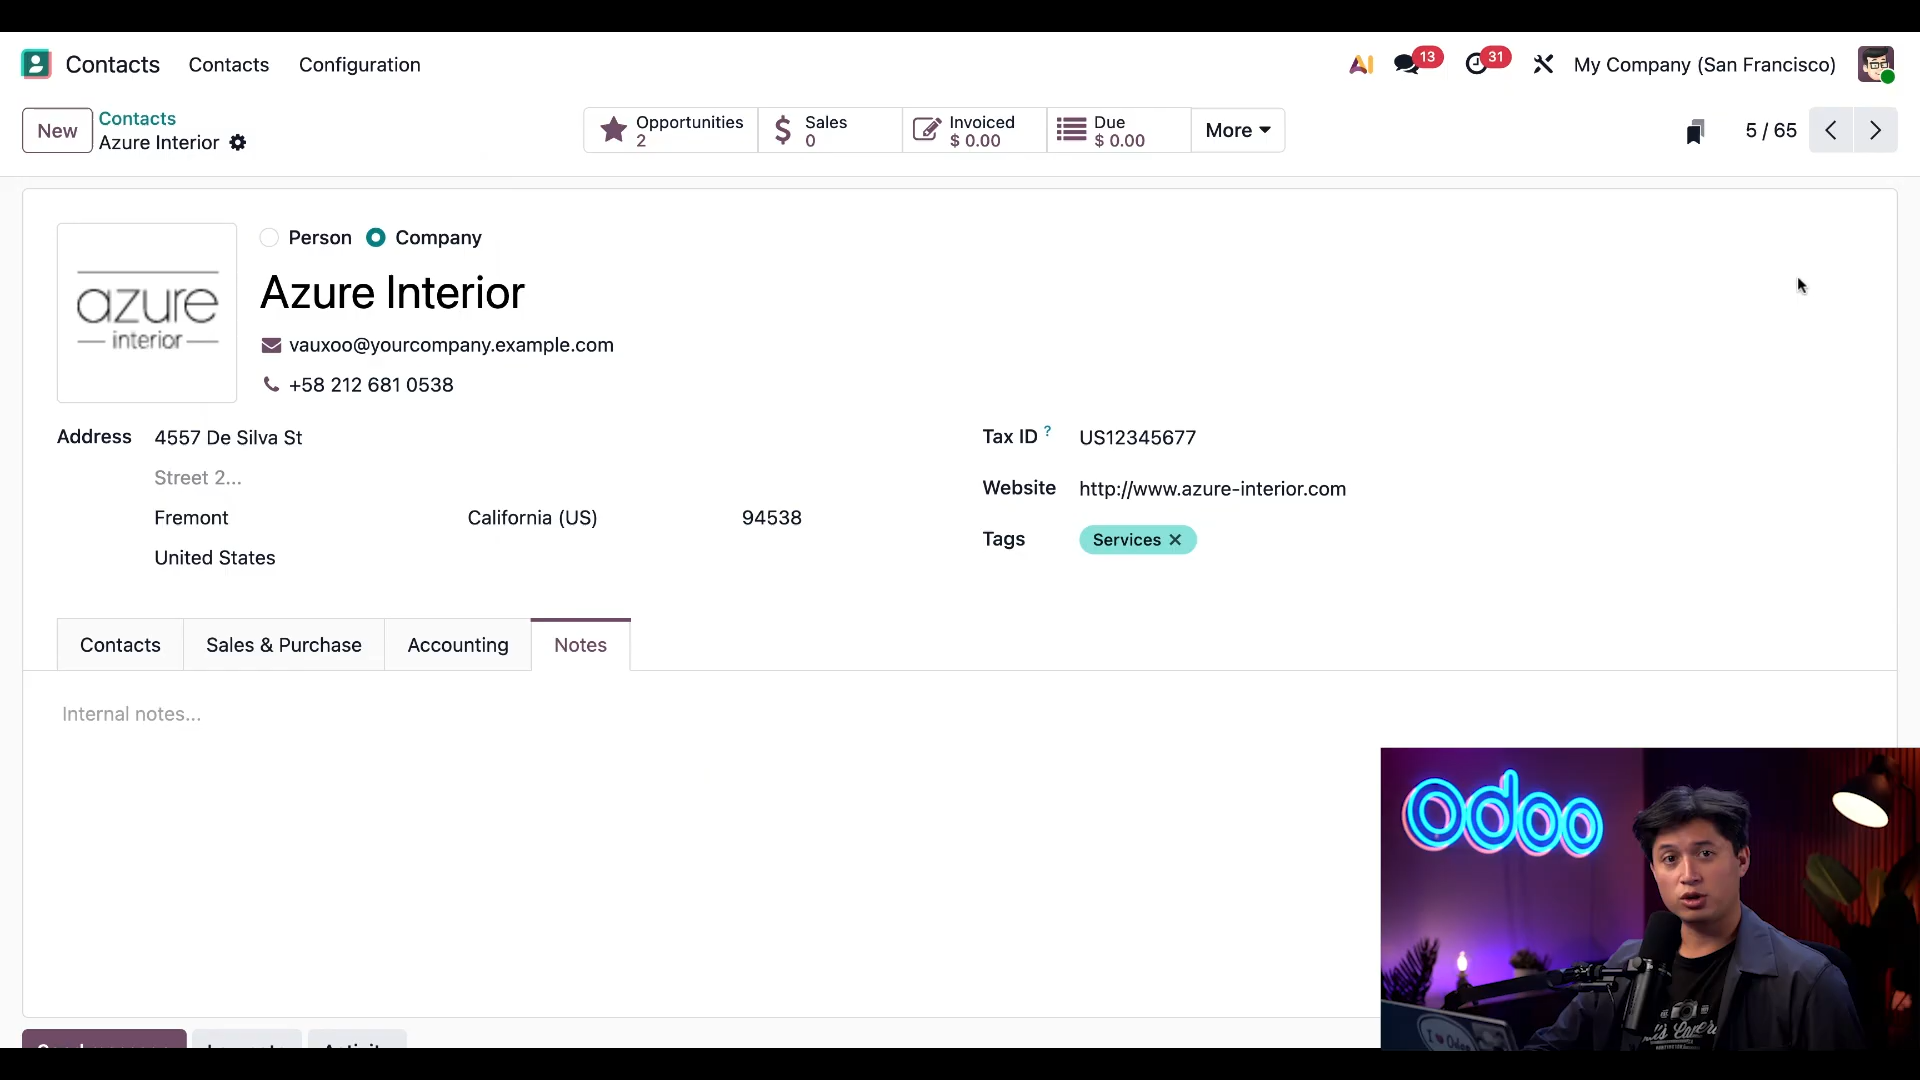 Contacts Contacts Configuration 13 31 My Company (San Francisco)
New Contacts
Azure Interior
Opportunities 2
Sales 0
Invoiced $ 0.00
Due $ 0.00
More
5 / 65
azure
interior
Person Company
Azure Interior
vauxoo@yourcompany.example.com
+58 212 681 0538
Address 4557 De Silva St
Street 2...
Fremont California (US) 94538
United States
Tax ID ? US12345677
Website http://www.azure-interior.com
Tags Services
Contacts Sales & Purchase Accounting Notes
Internal notes...
odoo
I ♥ Odoo